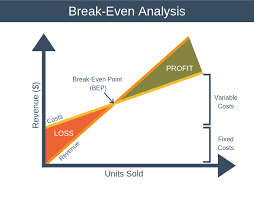 Break-Even Analysis
Revenue ($)
Break-Even Point
(BEP)
PROFIT
Costs
LOSS
Revenue
Variable
Costs
Fixed
Costs
Units Sold